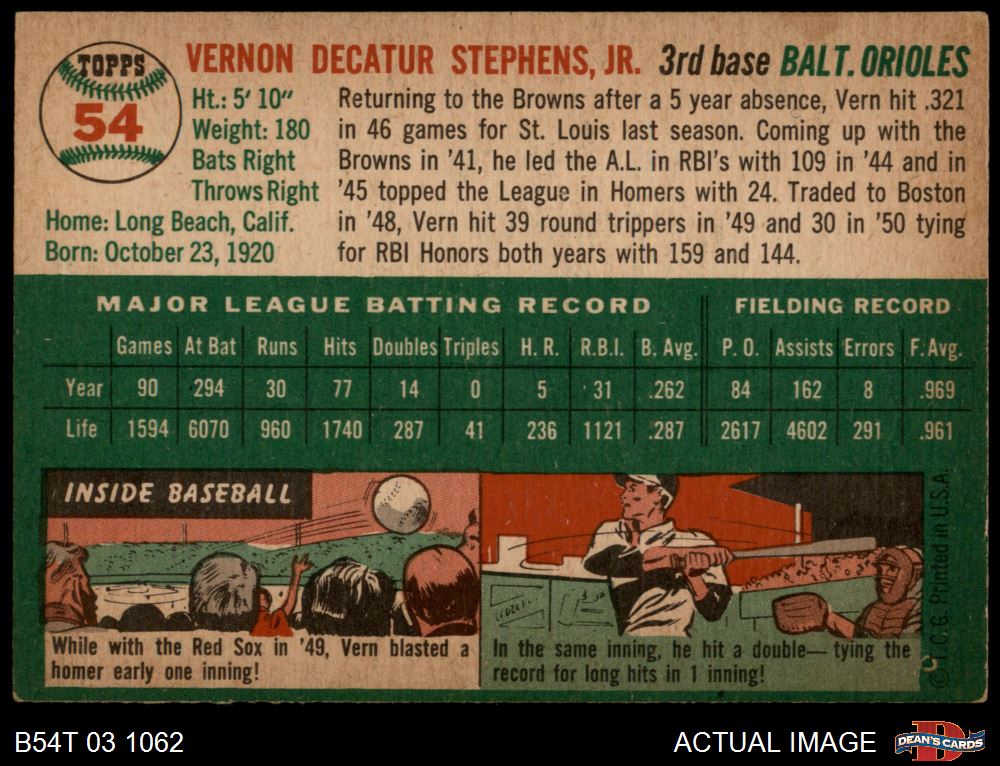 TOPPS
54
VERNON DECATUR STEPHENS, JR. 3rd base BALT. ORIOLES
Ht.: 5' 10"
Weight: 180
Bats Right
Throws Right
Home: Long Beach, Calif.
Born: October 23, 1920
Returning to the Browns after a 5 year absence, Vern hit .321
in 46 games for St. Louis last season. Coming up with the
Browns in '41, he led the A.L. in RBI's with 109 in '44 and in
'45 topped the League in Homers with 24. Traded to Boston
in '48, Vern hit 39 round trippers in '49 and 30 in '50 tying
for RBI Honors both years with 159 and 144.
MAJOR LEAGUE BATTING RECORD FIELDING RECORD
Games At Bat Runs Hits Doubles Triples H. R. R.B.I. B. Avg. P. O. Assists Errors F. Avg.
Year 90 294 30 77 14 0 5 31 .262 84 162 8 .969
Life 1594 6070 960 1740 287 41 236 1121 .287 2617 4602 291 .961
INSIDE BASEBALL
While with the Red Sox in '49, Vern blasted a
homer early one inning!
In the same inning, he hit a double— tying the
record for long hits in 1 inning!
© T.C.G. Printed in U.S.A.
B54T 03 1062
ACTUAL IMAGE
DEAN'S CARDS